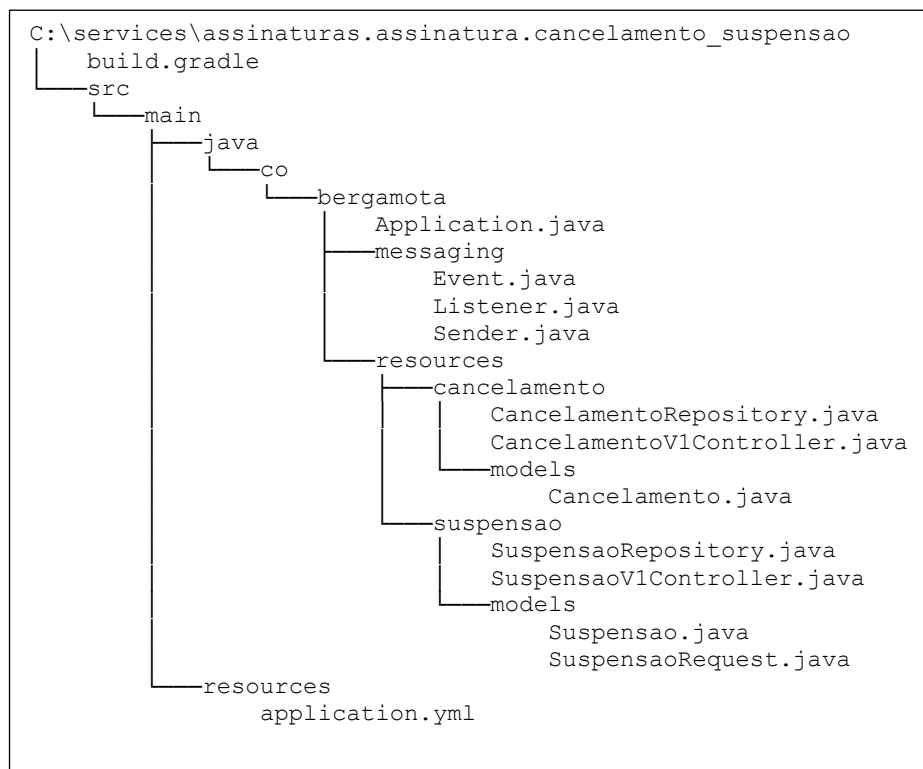 C:\services\assinaturas.assinatura.cancelamento_suspensao
build.gradle
src
main
java
co
bergamota
Application.java
messaging
Event.java
Listener.java
Sender.java
resources
cancelamento
CancelamentoRepository.java
CancelamentoV1Controller.java
models
Cancelamento.java
suspensao
SuspensaoRepository.java
SuspensaoV1Controller.java
models
Suspensao.java
SuspensaoRequest.java
resources
application.yml